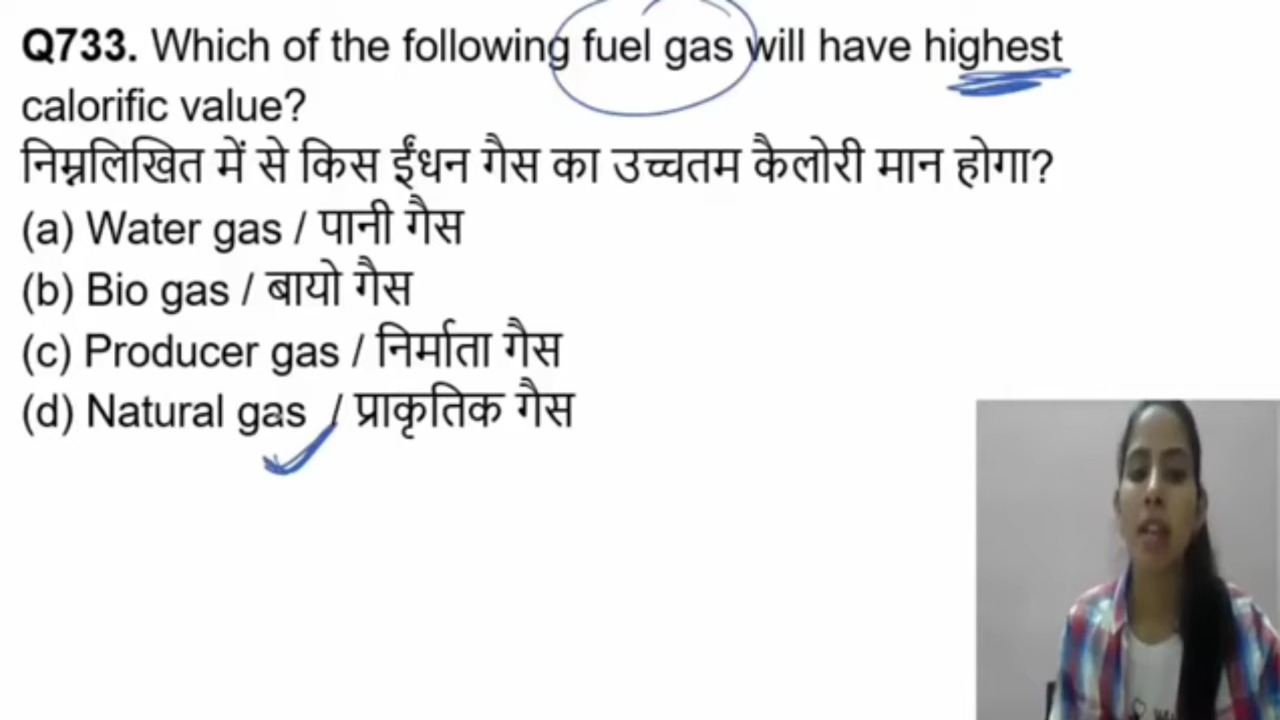 Q733. Which of the following fuel gas will have highest
calorific value?
निम्नलिखित में से किस ईंधन गैस का उच्चतम कैलोरी मान होगा?
(a) Water gas / पानी गैस
(b) Bio gas / बायो गैस
(c) Producer gas / निर्माता गैस
(d) Natural gas / प्राकृतिक गैस